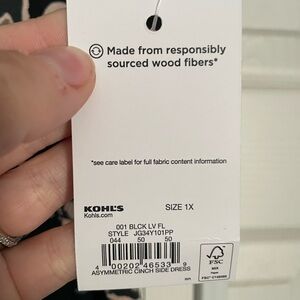 Made from responsibly
sourced wood fibers*
*see care label for full fabric content information
KOHL'S
Kohls.com
SIZE 1X
001 BLCK LV FL
STYLE JG34Y101PP
044 50 50
4 00202 46533 9
ASYMMETRIC CINCH SIDE DRESS
FSC
MIX